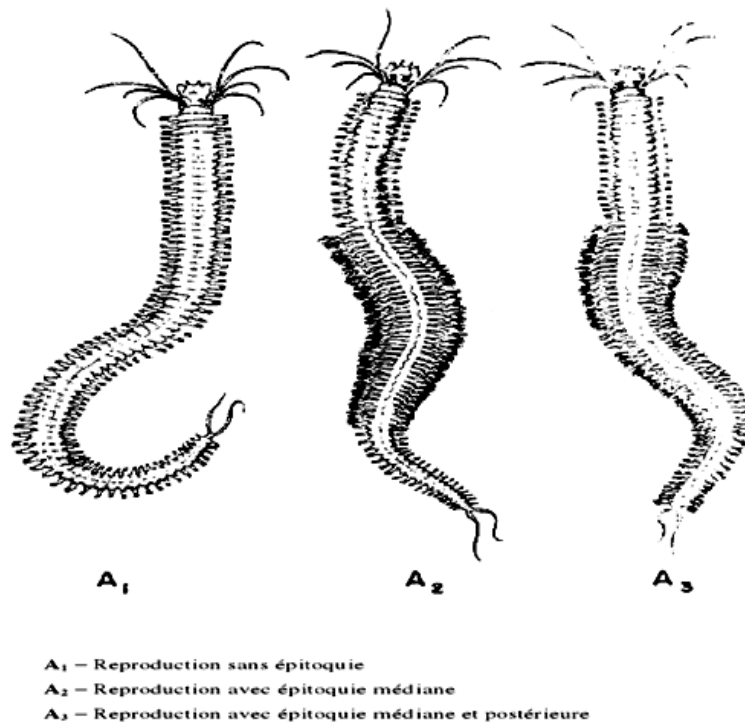 A₁ A₂ A₃
A₁ – Reproduction sans épitoquie
A₂ – Reproduction avec épitoquie médiane
A₃ – Reproduction avec épitoquie médiane et postérieure